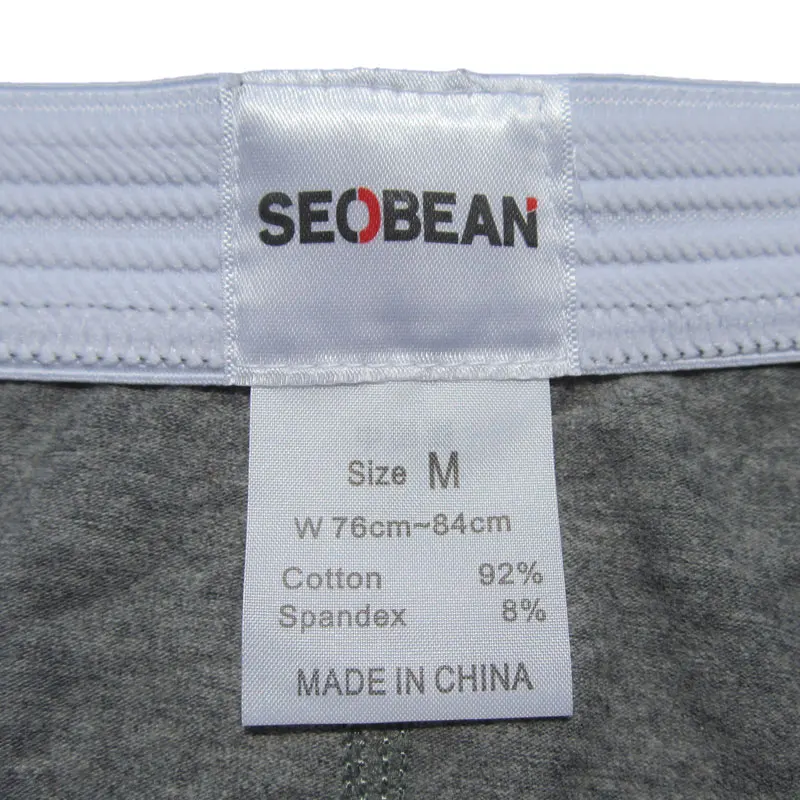 SEOBEAN
Size M
W 76cm~84cm
Cotton 92%
Spandex 8%
MADE IN CHINA